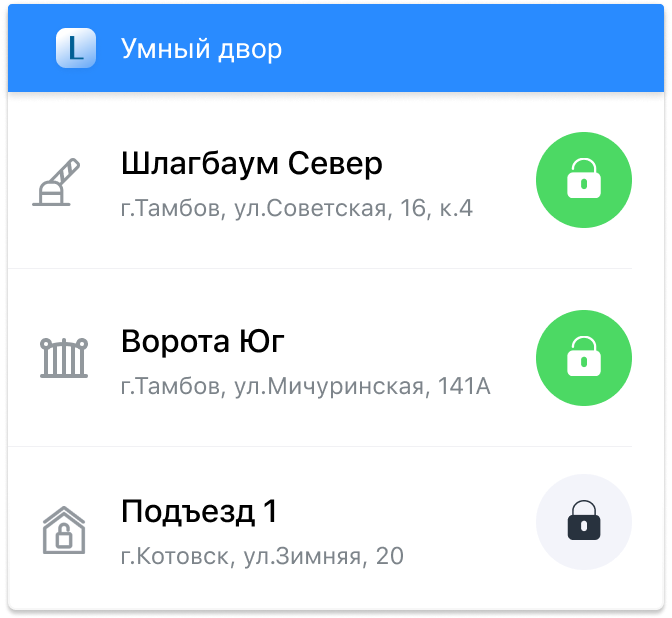 L
Умный двор
Шлагбаум Север
г.Тамбов, ул.Советская, 16, к.4
Ворота Юг
г.Тамбов, ул.Мичуринская, 141А
Подъезд 1
г.Котовск, ул.Зимняя, 20